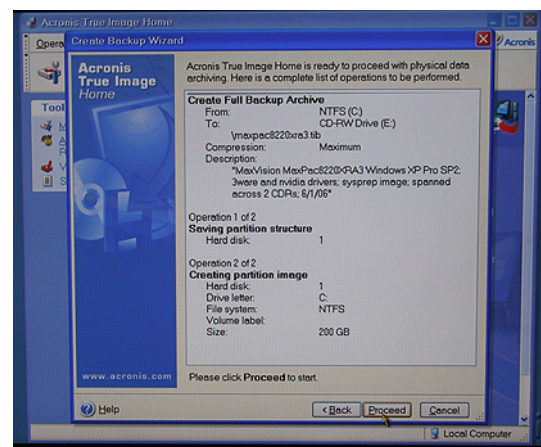 Acronis True Image Home
Opera
Create Backup Wizard
Acronis
Acronis
True Image
Home
Acronis True Image Home is ready to proceed with physical data
archiving. Here is a complete list of operations to be performed.
Tool
Create Full Backup Archive
From: NTFS (C:)
To: CD-RW Drive (E:)
\maxpac8220xra3.tib
Compression: Maximum
Description:
"MaxVision MaxPac8220XRA3 Windows XP Pro SP2;
3ware and nvidia drivers; sysprep image; spanned
across 2 CDRs; 6/1/06"
Operation 1 of 2
Saving partition structure
Hard disk: 1
Operation 2 of 2
Creating partition image
Hard disk: 1
Drive letter: C:
File system: NTFS
Volume label:
Size: 200 GB
www.acronis.com
Please click Proceed to start.
Help
< Back
Proceed
Cancel
Local Computer